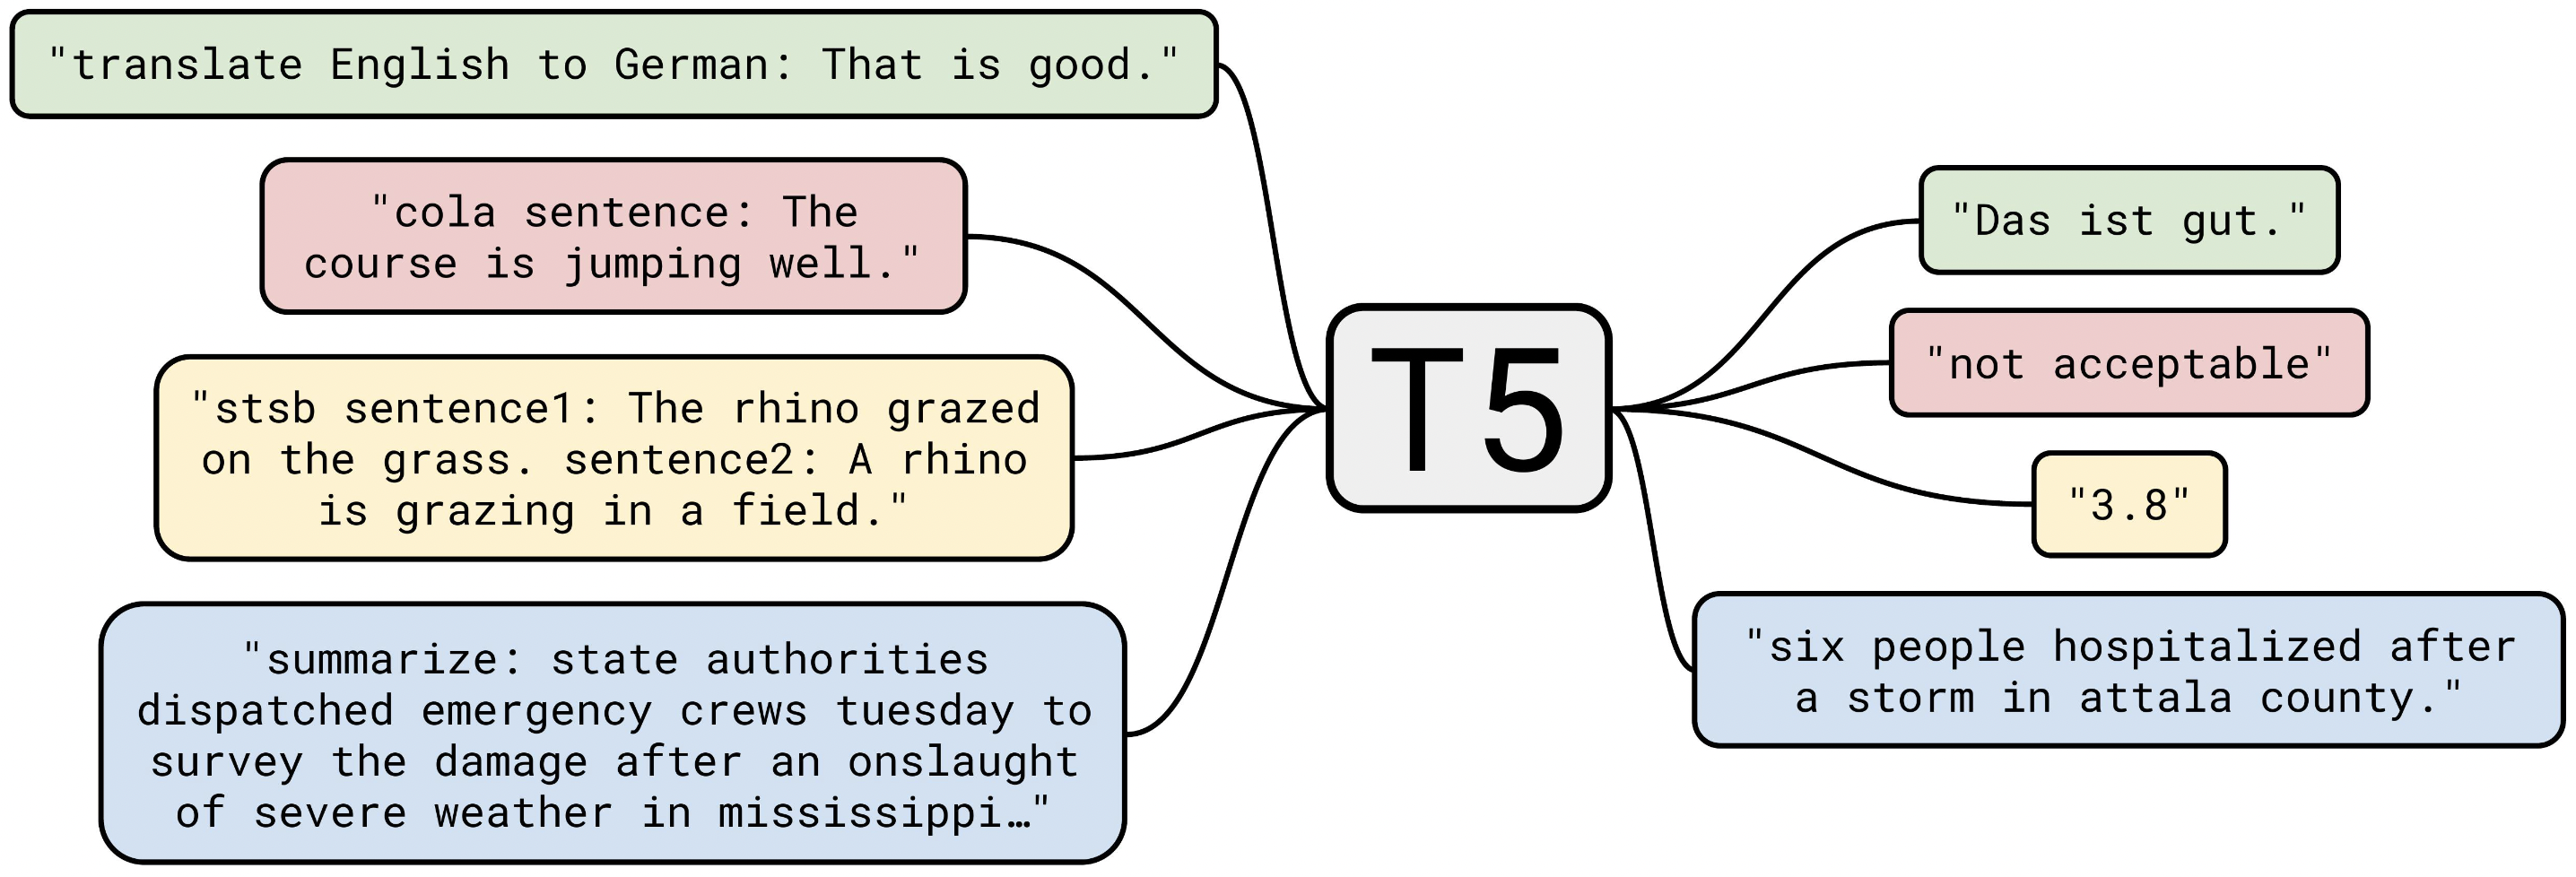 "translate English to German: That is good."
"cola sentence: The
course is jumping well."
"stsb sentence1: The rhino grazed
on the grass. sentence2: A rhino
is grazing in a field."
"summarize: state authorities
dispatched emergency crews tuesday to
survey the damage after an onslaught
of severe weather in mississippi…"
T5
"Das ist gut."
"not acceptable"
"3.8"
"six people hospitalized after
a storm in attala county."